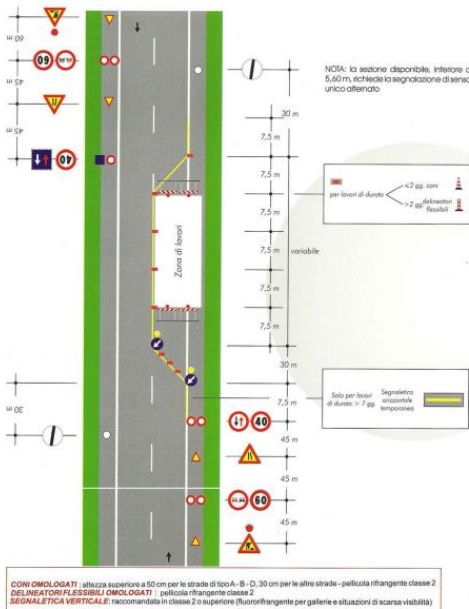 60 m
60
45 m
45 m
40
NOTA: la sezione disponibile, inferiore a
5,60 m, richiede la segnalazione di senso
unico alternato
30 m
7,5 m
7,5 m
7,5 m
7,5 m
7,5 m
7,5 m
7,5 m
variabile
per lavori di durata
<2 gg. coni
>2 gg. delineatori
flessibili
Zona di lavori
30 m
7,5 m
Solo per lavori
di durata > 7 gg.
Segnaletica
orizzontale
temporanea
30 m
40
45 m
45 m
60
45 m
CONI OMOLOGATI : altezza superiore a 50 cm per le strade di tipo A - B - D, 30 cm per le altre strade - pellicola rifrangente classe 2
DELINEATORI FLESSIBILI OMOLOGATI : pellicola rifrangente classe 2
SEGNALETICA VERTICALE: raccomandata in classe 2 o superiore (fluororifrangente per gallerie e situazioni di scarsa visibilità)